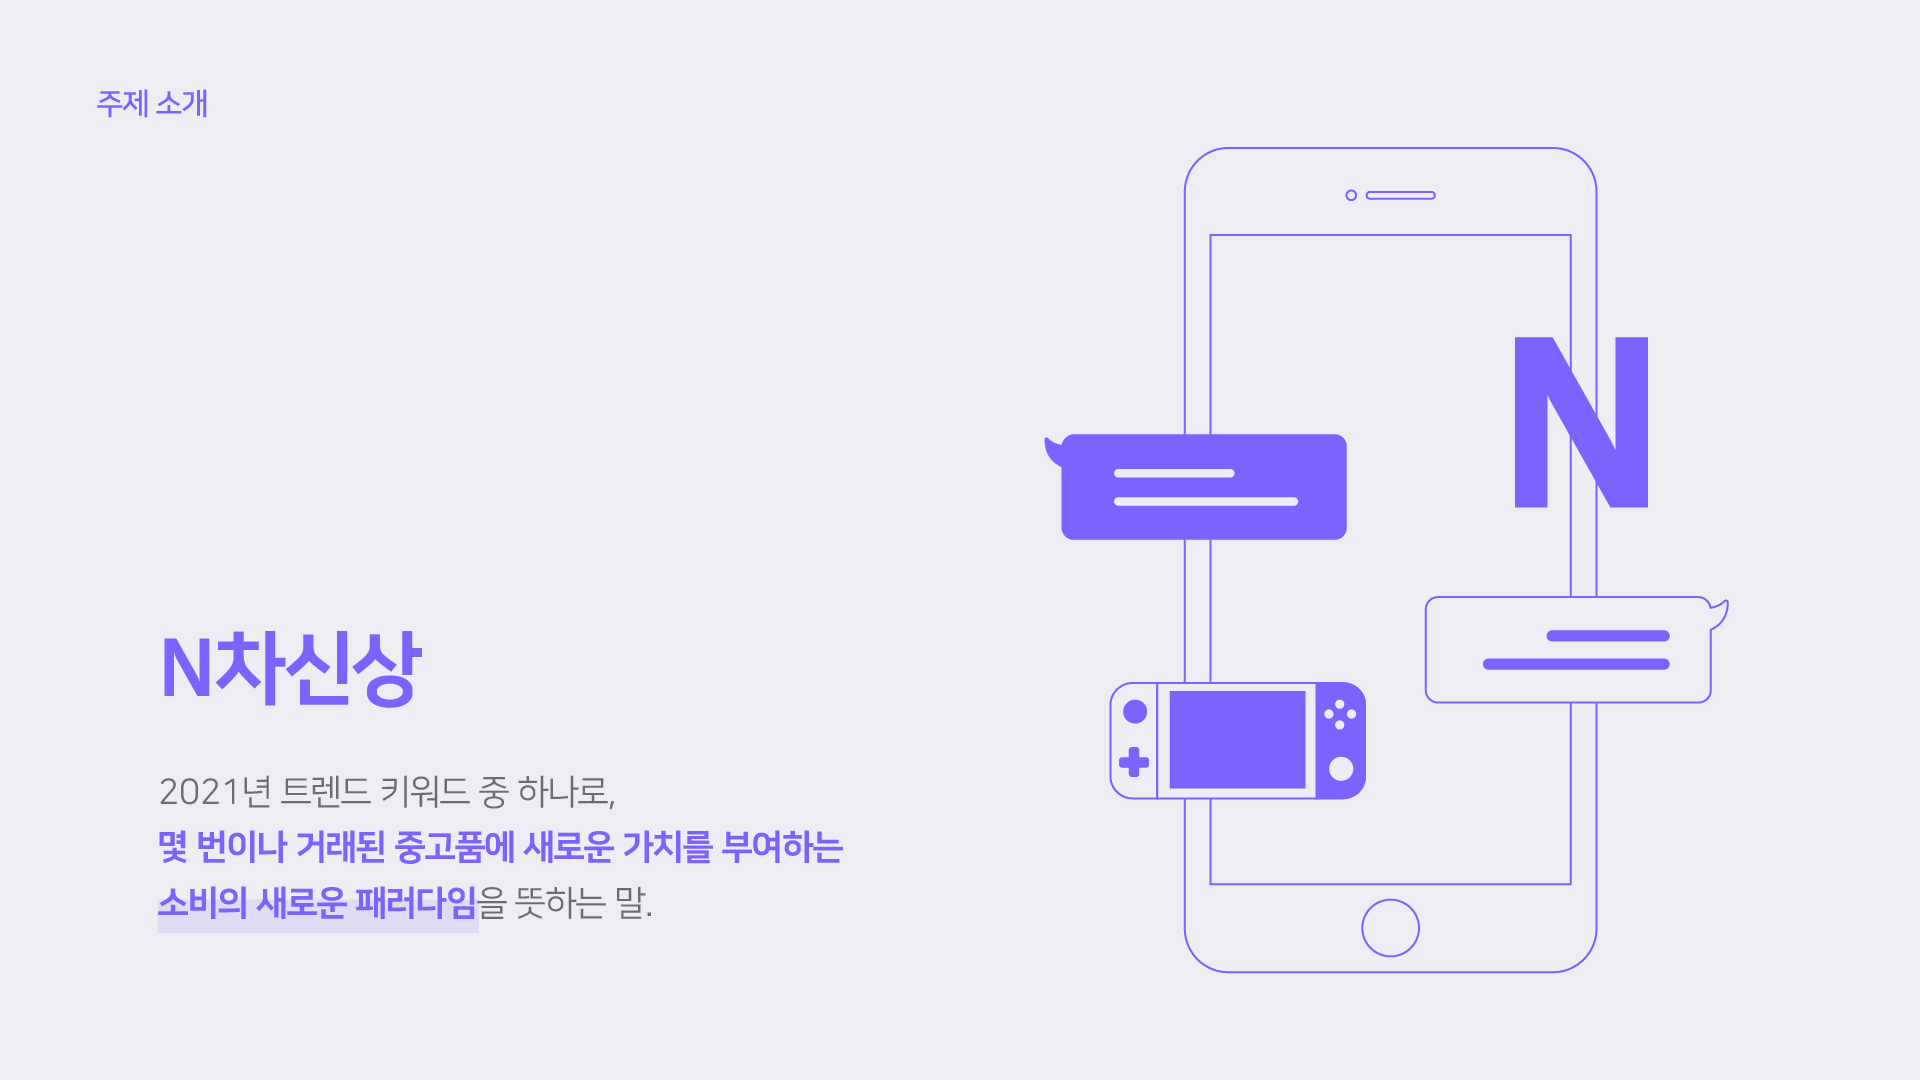 주제 소개
N
N차신상
2021년 트렌드 키워드 중 하나로,
몇 번이나 거래된 중고품에 새로운 가치를 부여하는
소비의 새로운 패러다임을 뜻하는 말.